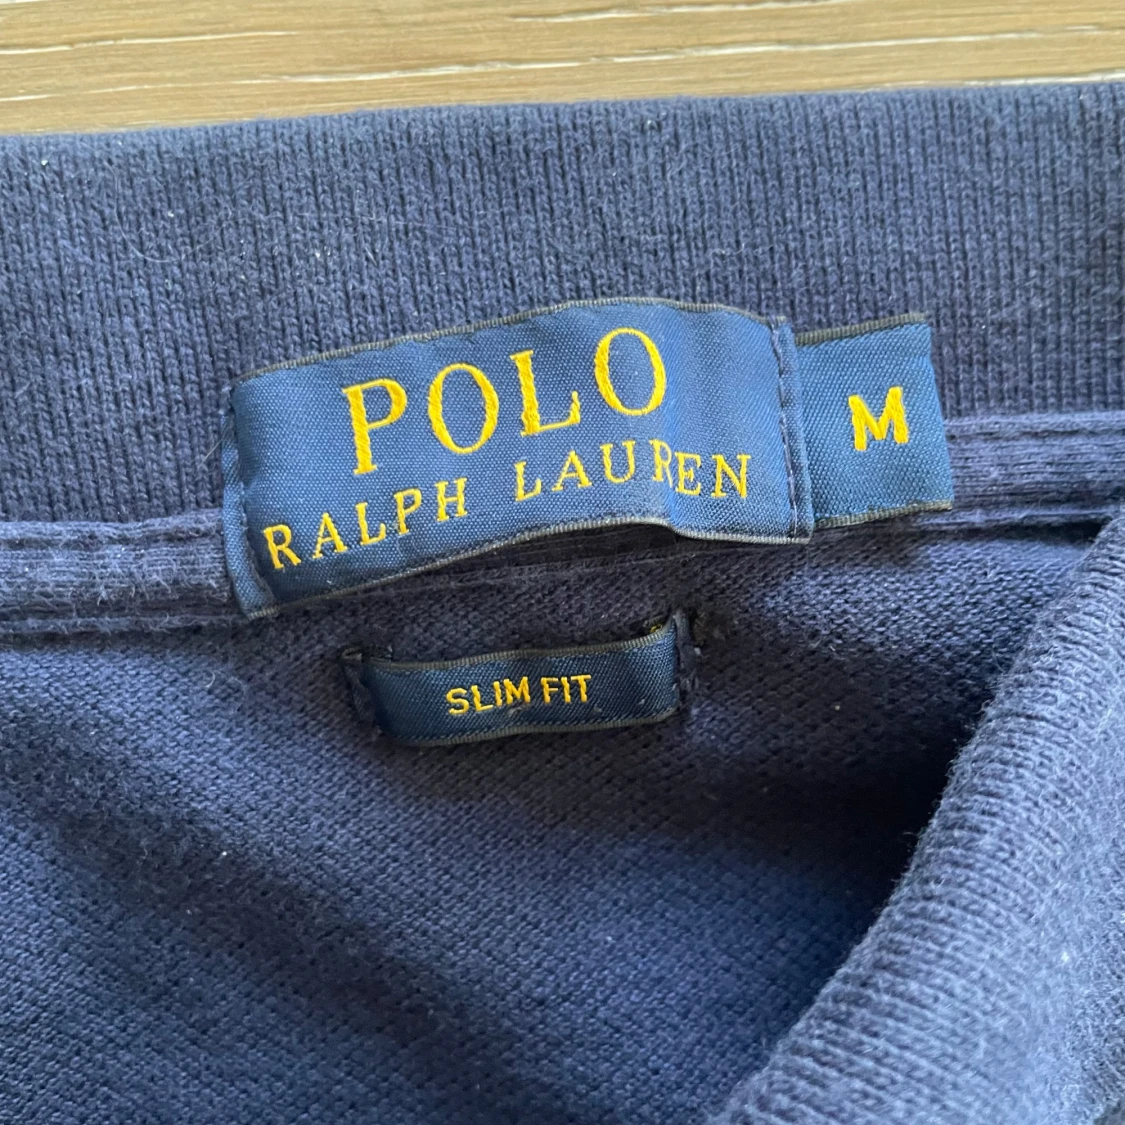 POLO
RALPH LAUREN
M
SLIM FIT